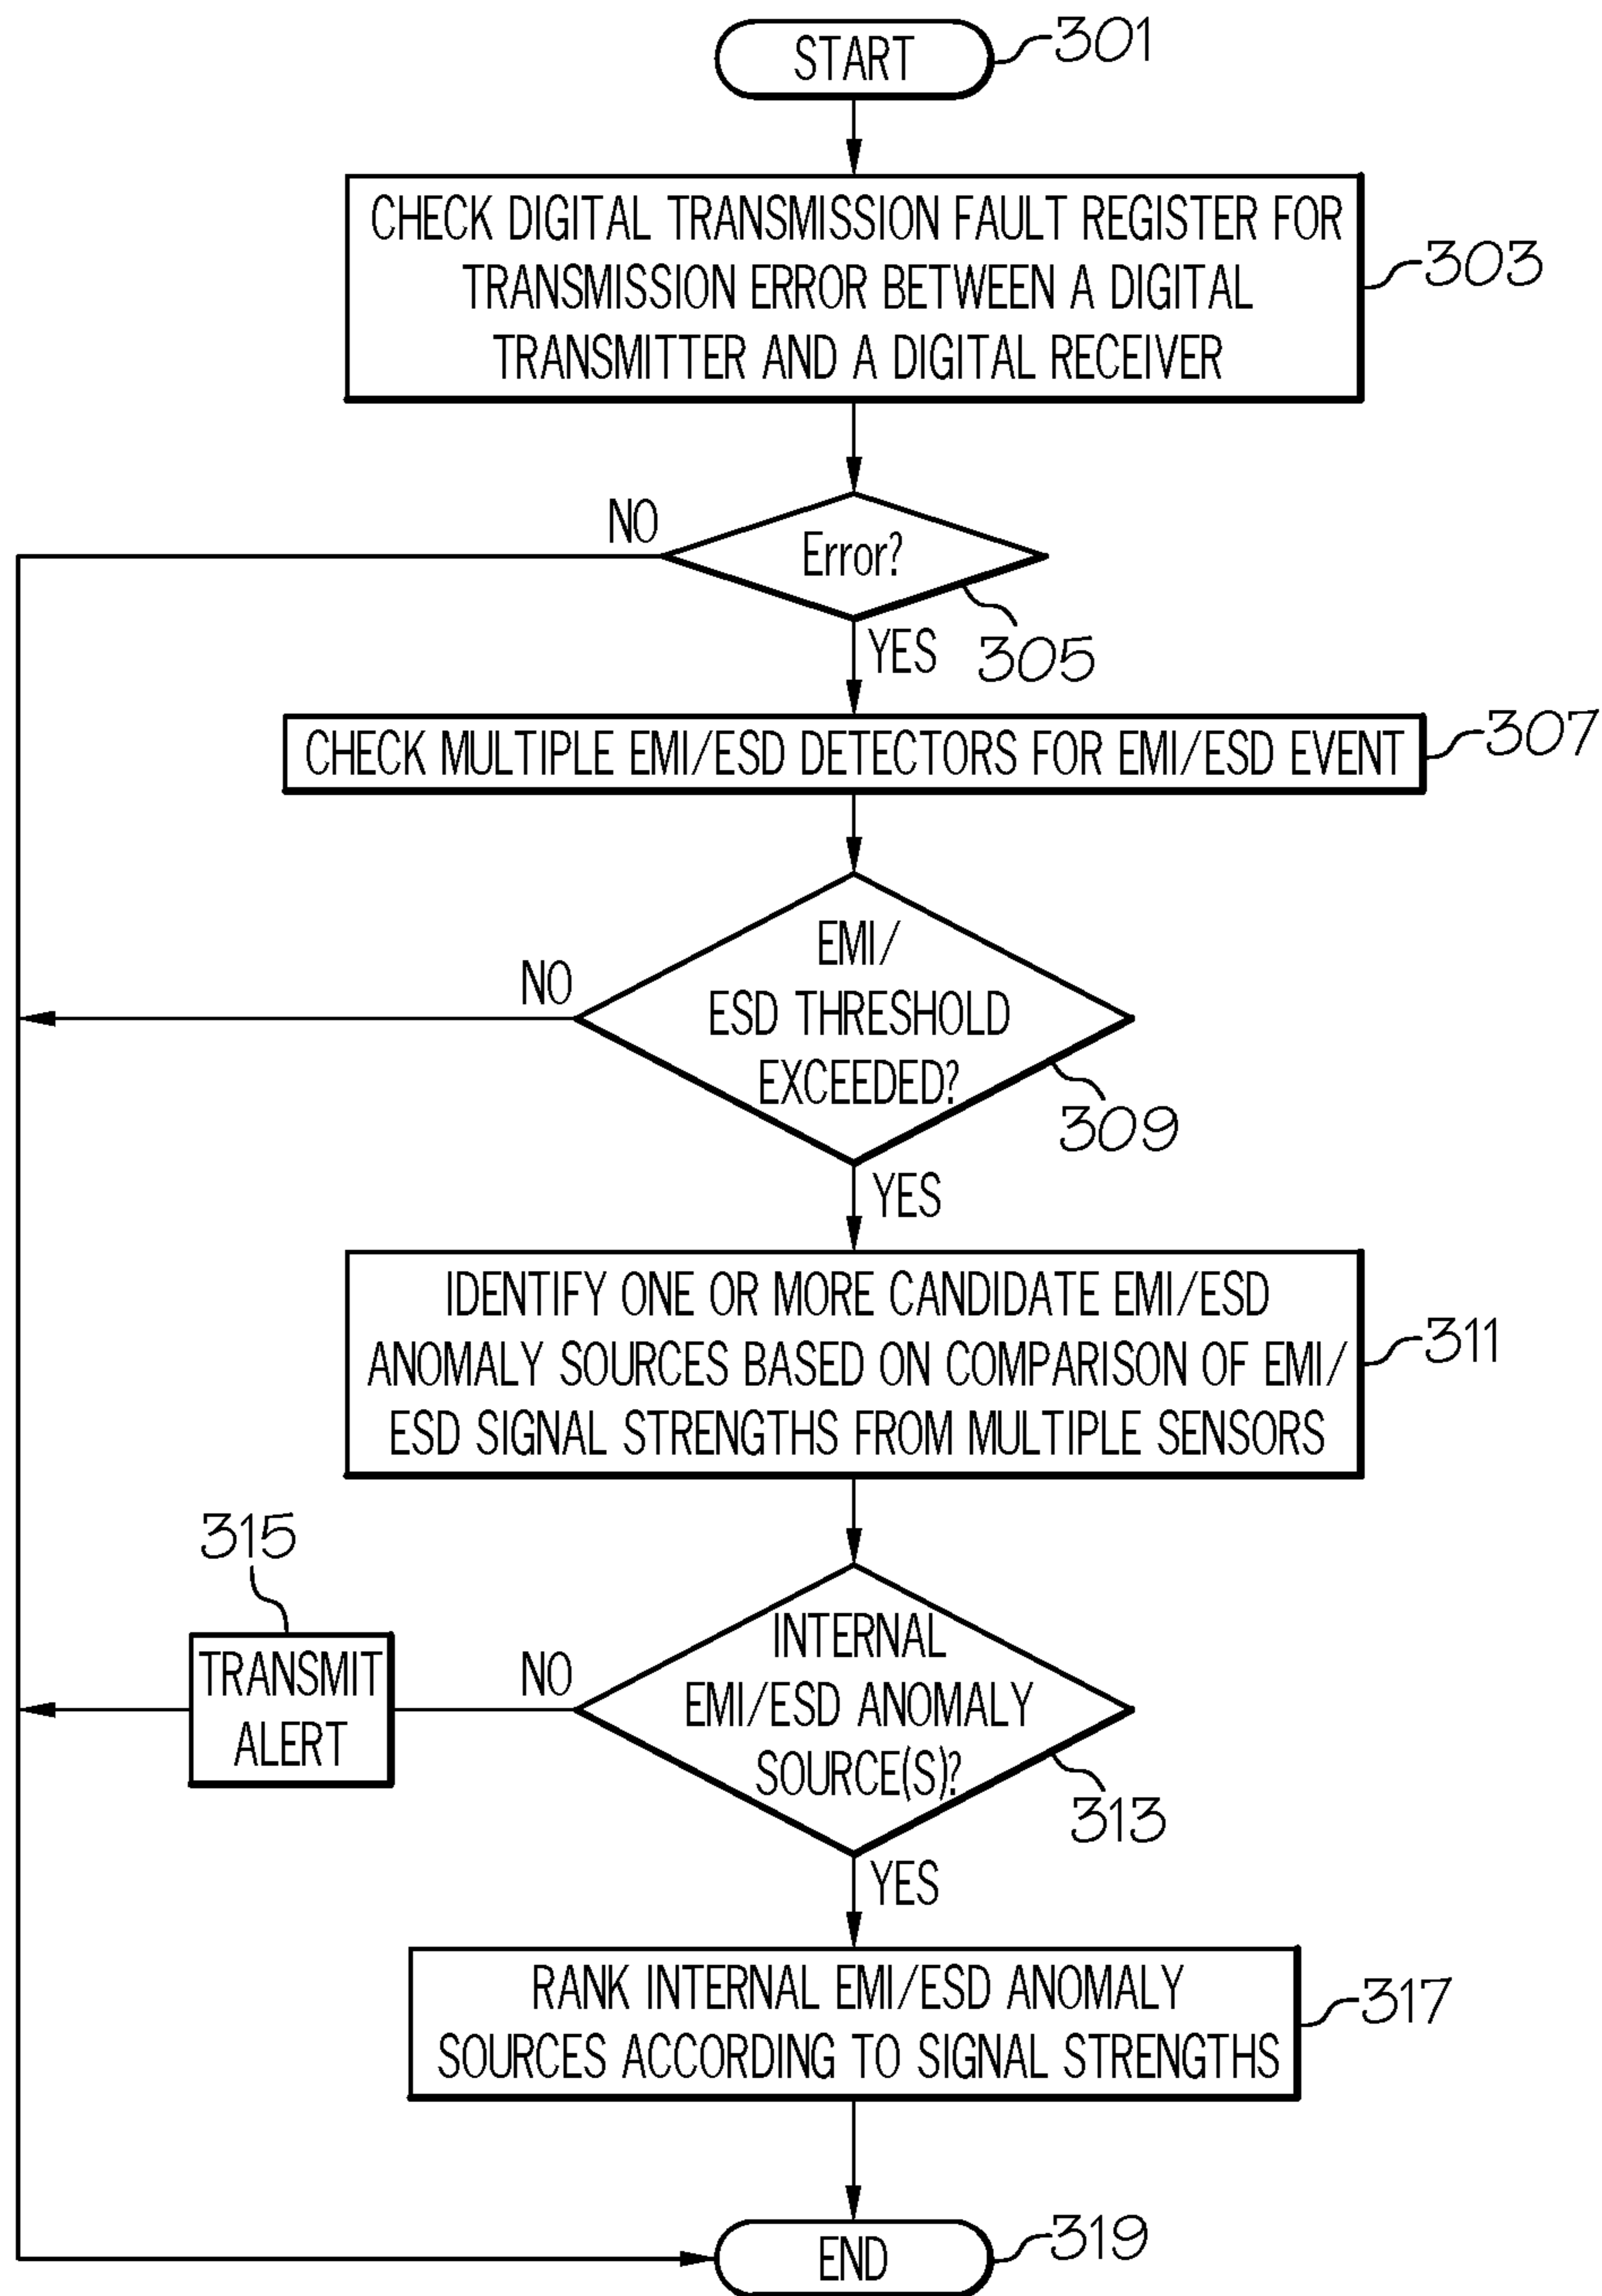 START
301
CHECK DIGITAL TRANSMISSION FAULT REGISTER FOR
TRANSMISSION ERROR BETWEEN A DIGITAL
TRANSMITTER AND A DIGITAL RECEIVER
303
NO
Error?
305
YES
CHECK MULTIPLE EMI/ESD DETECTORS FOR EMI/ESD EVENT
307
NO
EMI/
ESD THRESHOLD
EXCEEDED?
309
YES
IDENTIFY ONE OR MORE CANDIDATE EMI/ESD
ANOMALY SOURCES BASED ON COMPARISON OF EMI/
ESD SIGNAL STRENGTHS FROM MULTIPLE SENSORS
311
315
TRANSMIT
ALERT
NO
INTERNAL
EMI/ESD ANOMALY
SOURCE(S)?
313
YES
RANK INTERNAL EMI/ESD ANOMALY
SOURCES ACCORDING TO SIGNAL STRENGTHS
317
END
319